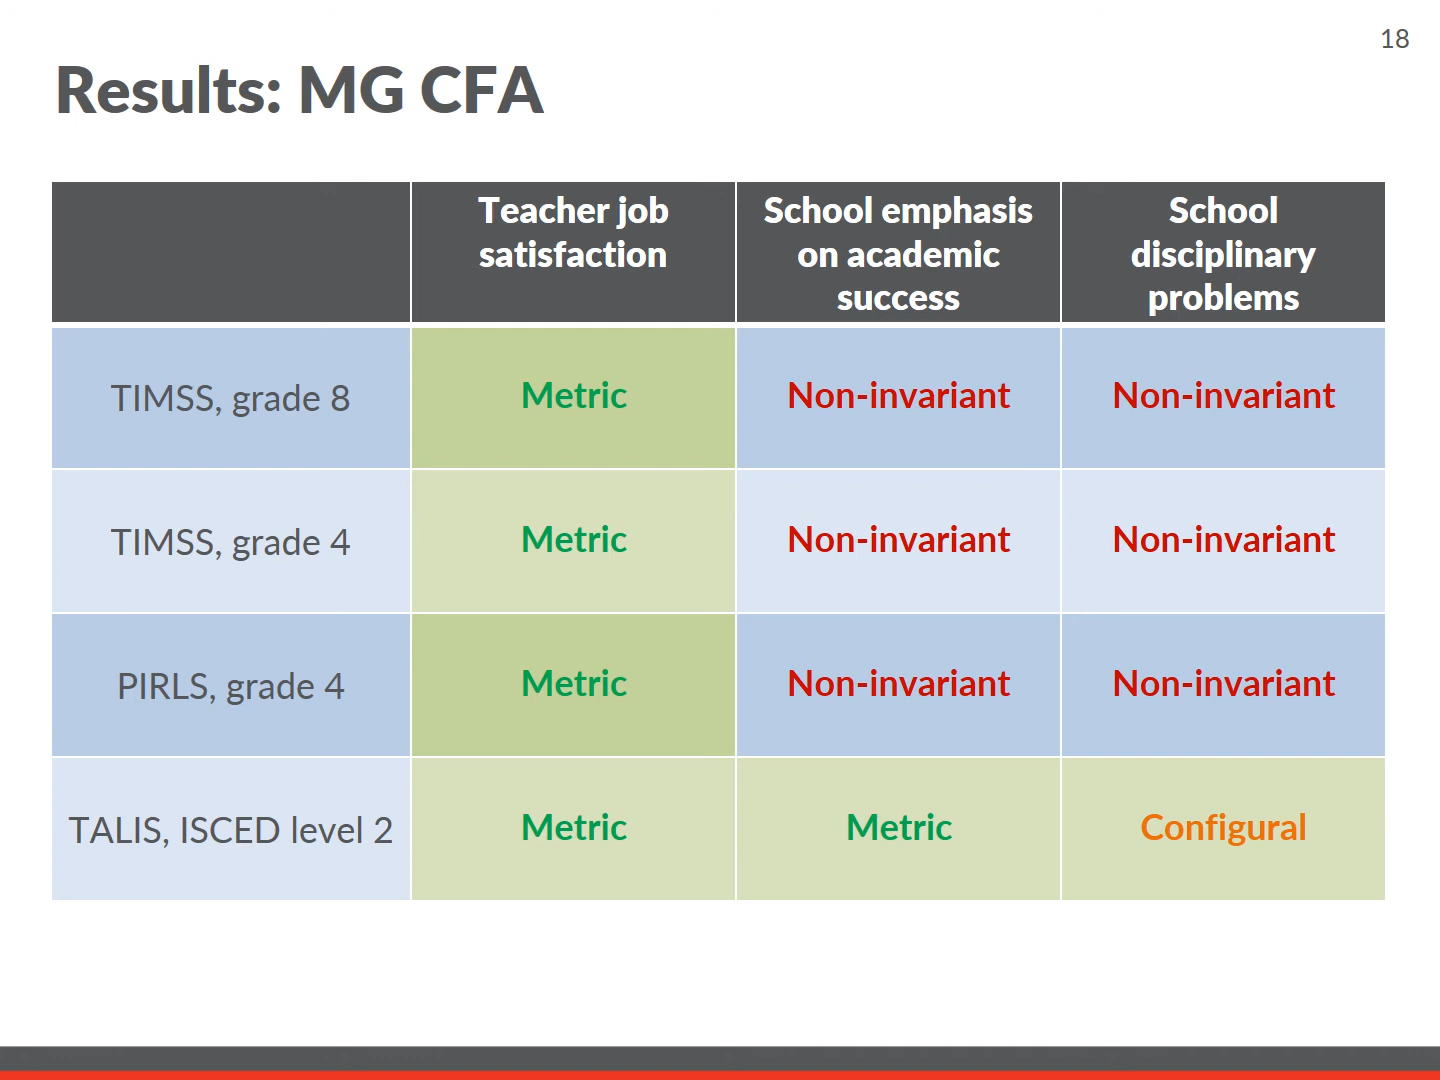 18
Results: MG CFA
Teacher job
satisfaction
School emphasis
on academic
success
School
disciplinary
problems
TIMSS, grade 8
Metric
Non-invariant
Non-invariant
TIMSS, grade 4
Metric
Non-invariant
Non-invariant
PIRLS, grade 4
Metric
Non-invariant
Non-invariant
TALIS, ISCED level 2
Metric
Metric
Configural